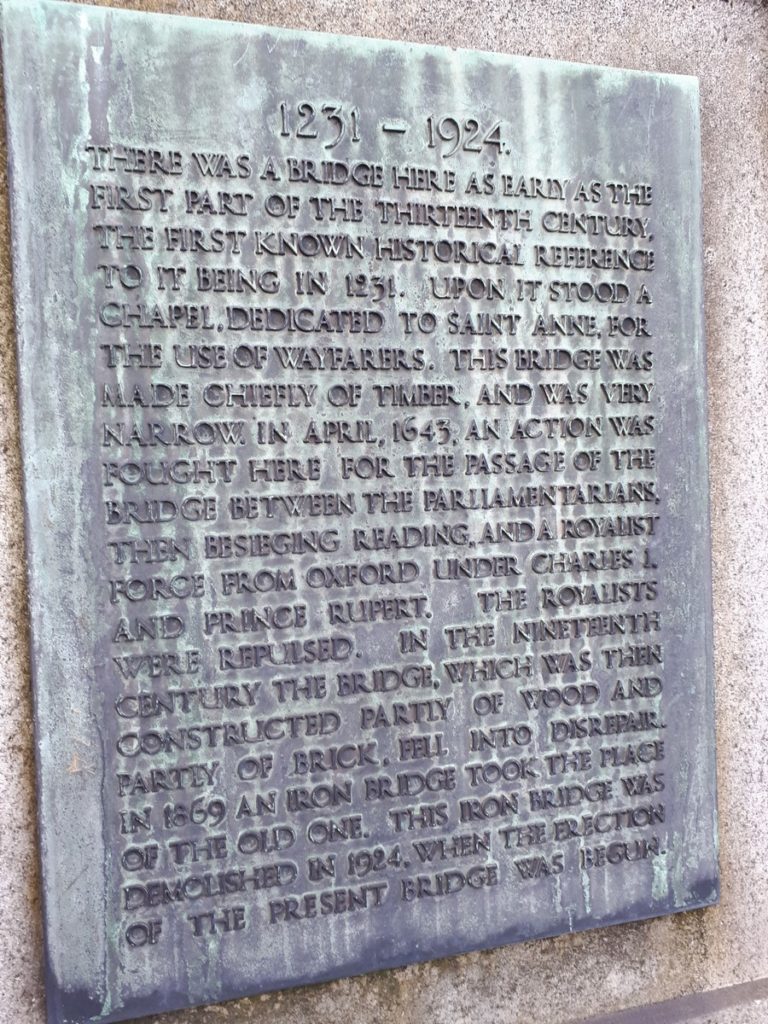 1231 – 1924.
THERE WAS A BRIDGE HERE AS EARLY AS THE
FIRST PART OF THE THIRTEENTH CENTURY,
THE FIRST KNOWN HISTORICAL REFERENCE
TO IT BEING IN 1231. UPON IT STOOD A
CHAPEL, DEDICATED TO SAINT ANNE, FOR
THE USE OF WAYFARERS. THIS BRIDGE WAS
MADE CHIEFLY OF TIMBER, AND WAS VERY
NARROW. IN APRIL, 1643, AN ACTION WAS
FOUGHT HERE FOR THE PASSAGE OF THE
BRIDGE BETWEEN THE PARLIAMENTARIANS,
THEN BESIEGING READING, AND A ROYALIST
FORCE FROM OXFORD UNDER CHARLES I.
AND PRINCE RUPERT. THE ROYALISTS
WERE REPULSED. IN THE NINETEENTH
CENTURY THE BRIDGE, WHICH WAS THEN
CONSTRUCTED PARTLY OF WOOD AND
PARTLY OF BRICK, FELL INTO DISREPAIR.
IN 1869 AN IRON BRIDGE TOOK THE PLACE
OF THE OLD ONE. THIS IRON BRIDGE WAS
DEMOLISHED IN 1924, WHEN THE ERECTION
OF THE PRESENT BRIDGE WAS BEGUN.